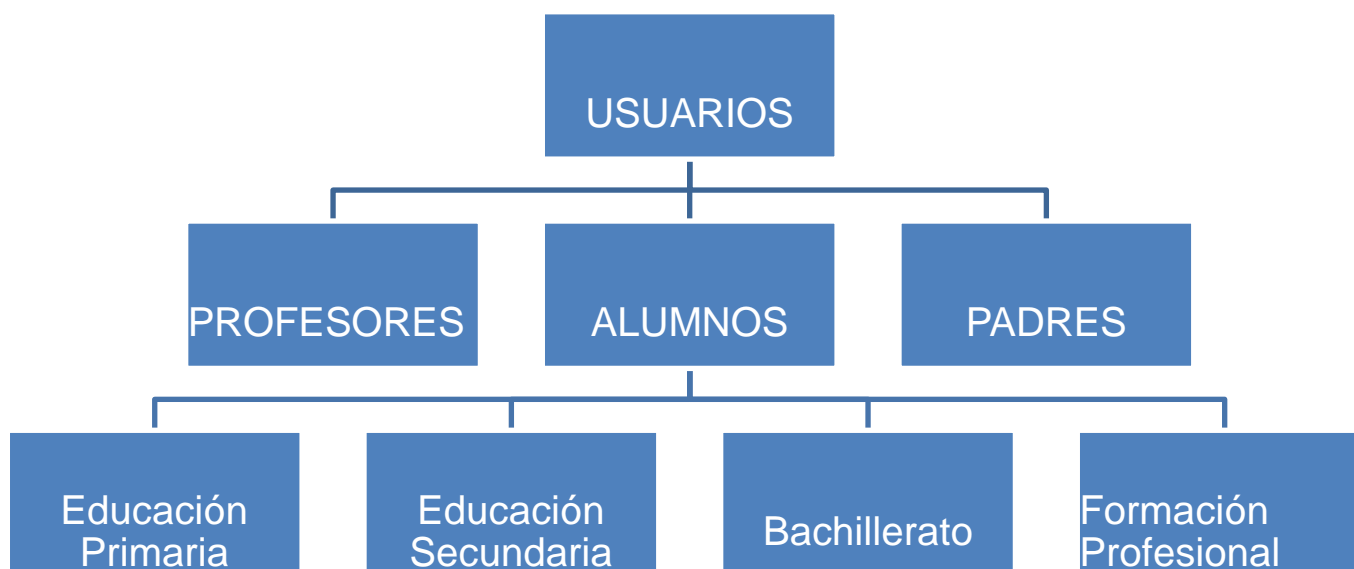 USUARIOS
PROFESORES
ALUMNOS
PADRES
Educación
Primaria
Educación
Secundaria
Bachillerato
Formación
Profesional